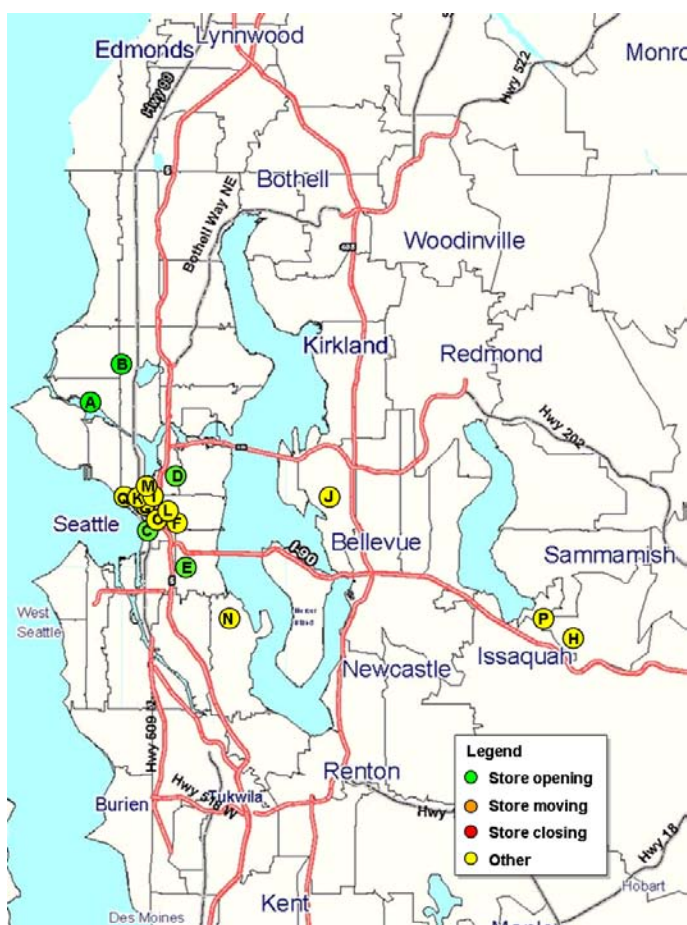 Lynnwood
Edmonds
Monro
Hwy 99
Hwy 522
Bothell
Bothell Way NE
Woodinville
405
Kirkland
Redmond
B
A
Hwy 202
M
D
Q K I
J
G
L
O F
Seattle
C
Bellevue
I-90
Sammamish
E
West
Seattle
N
Mercer
Island
P
H
Issaquah
Newcastle
Hwy 509 N
Legend
Store opening
Store moving
Store closing
Other
Renton
Burien
Tukwila
Hwy 518 W
Hwy
Hwy 18
Hobart
Kent
Des Moines